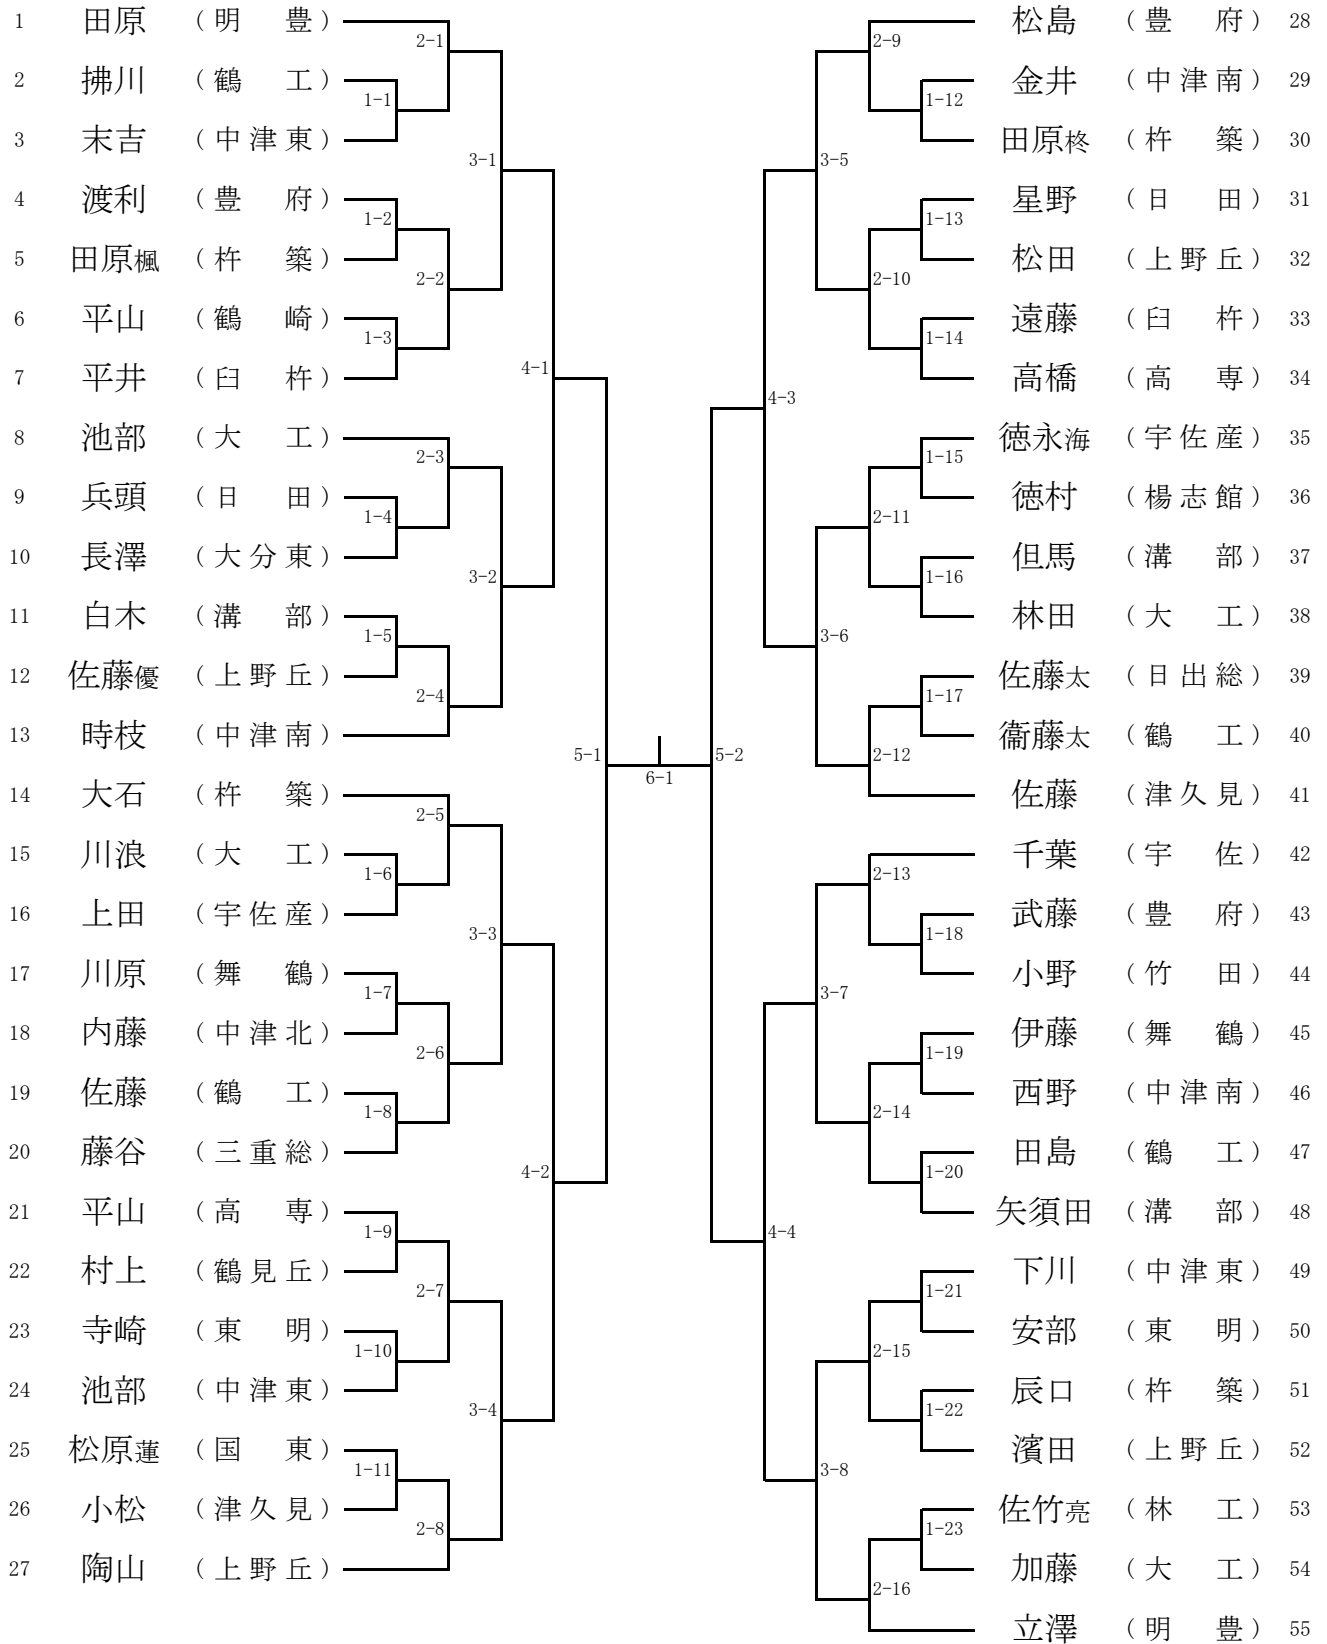 1 田原 (明 豊)
2 拂川 (鶴 工)
3 末吉 (中津東)
4 渡利 (豊 府)
5 田原楓 (杵 築)
6 平山 (鶴 崎)
7 平井 (臼 杵)
8 池部 (大 工)
9 兵頭 (日 田)
10 長澤 (大分東)
11 白木 (溝 部)
12 佐藤優 (上野丘)
13 時枝 (中津南)
14 大石 (杵 築)
15 川浪 (大 工)
16 上田 (宇佐産)
17 川原 (舞 鶴)
18 内藤 (中津北)
19 佐藤 (鶴 工)
20 藤谷 (三重総)
21 平山 (高 専)
22 村上 (鶴見丘)
23 寺崎 (東 明)
24 池部 (中津東)
25 松原蓮 (国 東)
26 小松 (津久見)
27 陶山 (上野丘)
1-1
1-2
1-3
1-4
1-5
1-6
1-7
1-8
1-9
1-10
1-11
2-1
2-2
2-3
2-4
2-5
2-6
2-7
2-8
3-1
3-2
3-3
3-4
4-1
4-2
5-1
6-1
5-2
4-3
4-4
3-5
3-6
3-7
3-8
2-9
2-10
2-11
2-12
2-13
2-14
2-15
2-16
1-12
1-13
1-14
1-15
1-16
1-17
1-18
1-19
1-20
1-21
1-22
1-23
松島 (豊 府) 28
金井 (中津南) 29
田原柊 (杵 築) 30
星野 (日 田) 31
松田 (上野丘) 32
遠藤 (臼 杵) 33
高橋 (高 専) 34
徳永海 (宇佐産) 35
徳村 (楊志館) 36
但馬 (溝 部) 37
林田 (大 工) 38
佐藤太 (日出総) 39
衞藤太 (鶴 工) 40
佐藤 (津久見) 41
千葉 (宇 佐) 42
武藤 (豊 府) 43
小野 (竹 田) 44
伊藤 (舞 鶴) 45
西野 (中津南) 46
田島 (鶴 工) 47
矢須田 (溝 部) 48
下川 (中津東) 49
安部 (東 明) 50
辰口 (杵 築) 51
濱田 (上野丘) 52
佐竹亮 (林 工) 53
加藤 (大 工) 54
立澤 (明 豊) 55